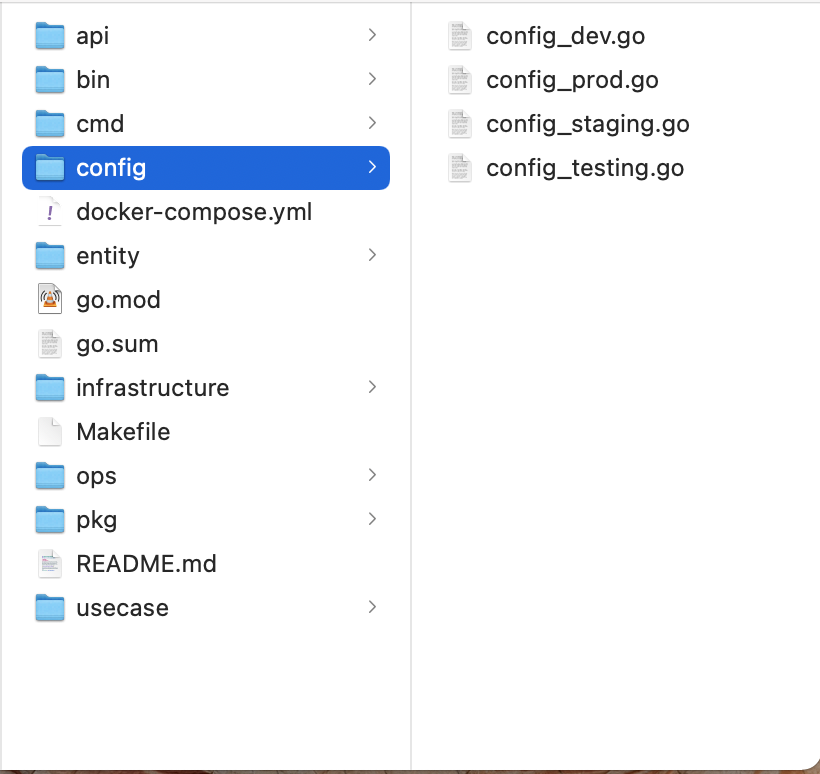 api
bin
cmd
config
docker-compose.yml
entity
go.mod
go.sum
infrastructure
Makefile
ops
pkg
README.md
usecase
config_dev.go
config_prod.go
config_staging.go
config_testing.go